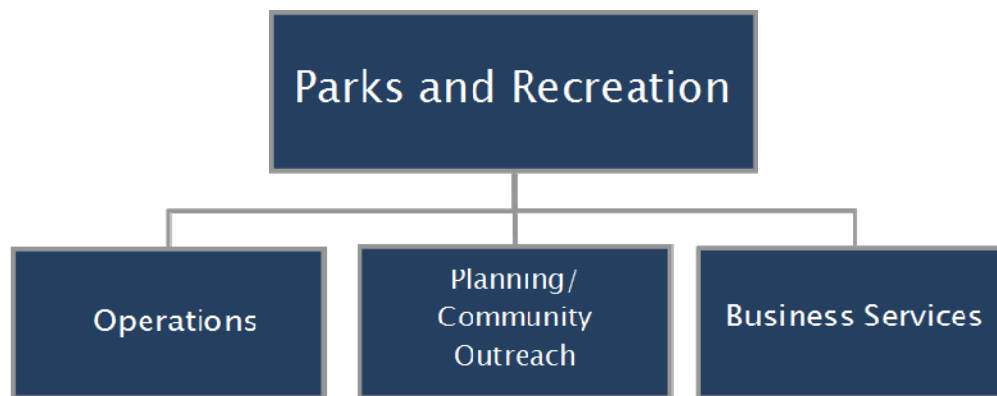 Parks and Recreation
Operations
Planning/
Community
Outreach
Business Services